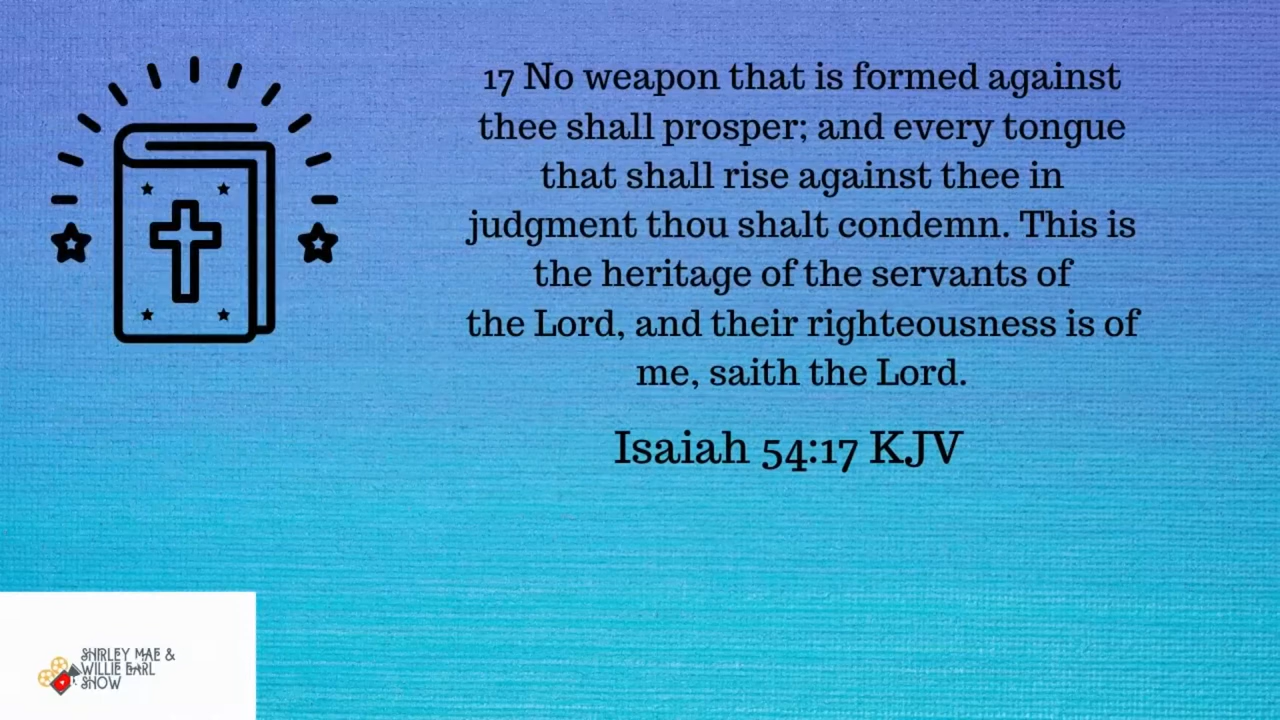 17 No weapon that is formed against
thee shall prosper; and every tongue
that shall rise against thee in
judgment thou shalt condemn. This is
the heritage of the servants of
the Lord, and their righteousness is of
me, saith the Lord.
Isaiah 54:17 KJV
SHIRLEY MAE &
WILLIE EARL
SHOW